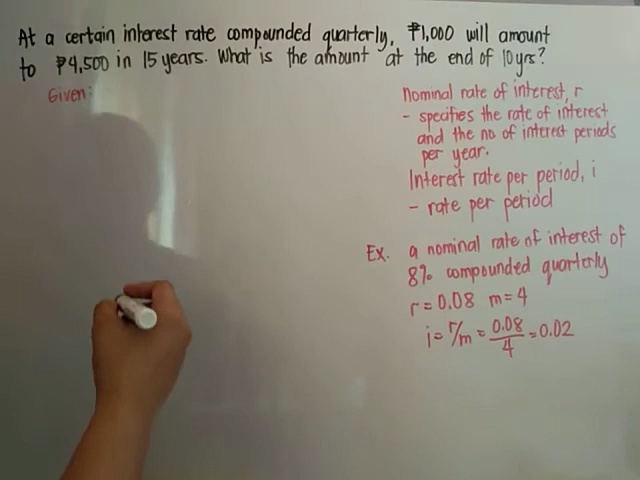 At a certain interest rate compounded quarterly, ₱1,000 will amount
to ₱4,500 in 15 years. What is the amount at the end of 10yrs?
Given:
Nominal rate of interest, r
- specifies the rate of interest
and the no of interest periods
per year.
Interest rate per period, i
- rate per period
Ex. a nominal rate of interest of
8% compounded quarterly
r = 0.08 m = 4
i = r/m = 0.08/4 = 0.02